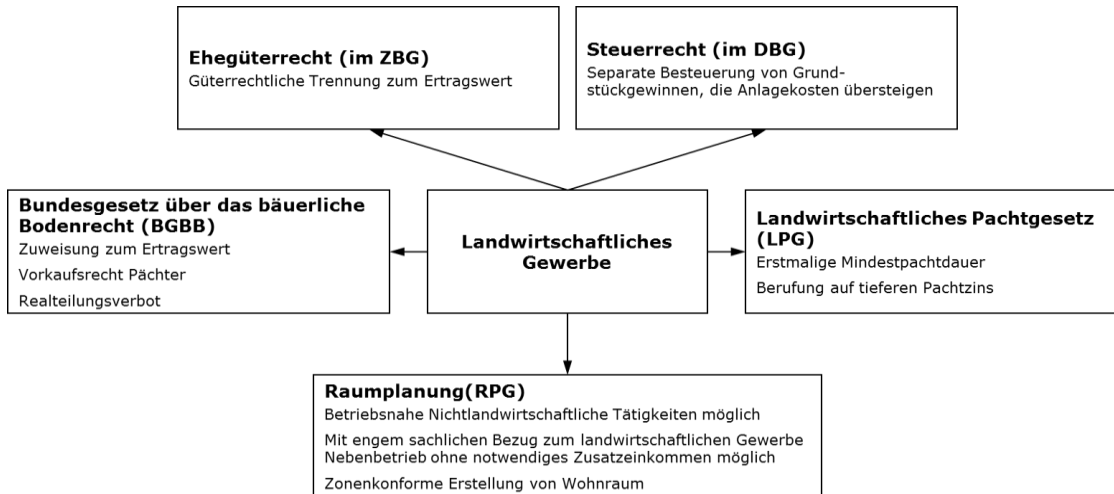 Ehegüterrecht (im ZBG)
Güterrechtliche Trennung zum Ertragswert
Steuerrecht (im DBG)
Separate Besteuerung von Grund-
stückgewinnen, die Anlagekosten übersteigen
Bundesgesetz über das bäuerliche
Bodenrecht (BGBB)
Zuweisung zum Ertragswert
Vorkaufsrecht Pächter
Realteilungsverbot
Landwirtschaftliches
Gewerbe
Landwirtschaftliches Pachtgesetz
(LPG)
Erstmalige Mindestpachtdauer
Berufung auf tieferen Pachtzins
Raumplanung(RPG)
Betriebsnahe Nichtlandwirtschaftliche Tätigkeiten möglich
Mit engem sachlichen Bezug zum landwirtschaftlichen Gewerbe
Nebenbetrieb ohne notwendiges Zusatzeinkommen möglich
Zonenkonforme Erstellung von Wohnraum